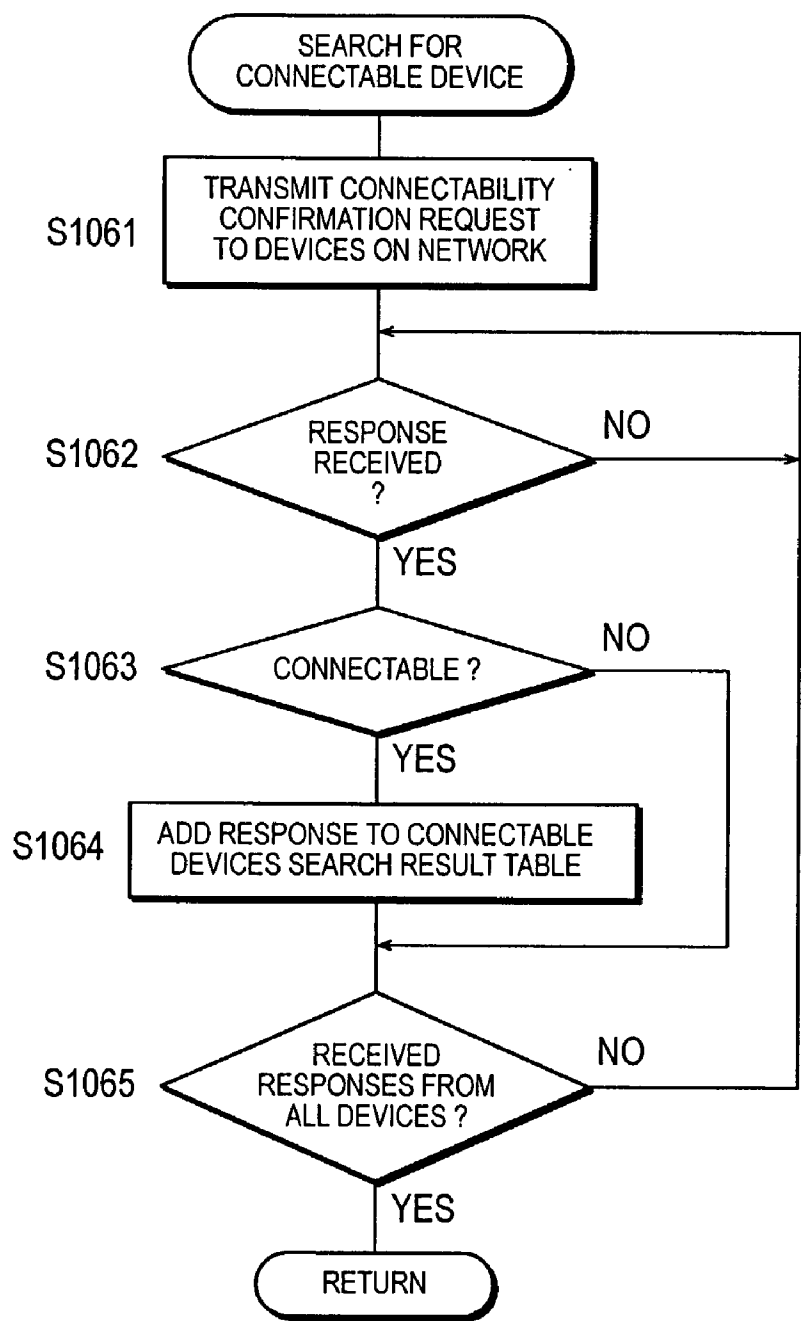 SEARCH FOR
CONNECTABLE DEVICE
TRANSMIT CONNECTABILITY
CONFIRMATION REQUEST
TO DEVICES ON NETWORK
S1061
RESPONSE
RECEIVED
?
S1062
NO
YES
CONNECTABLE ?
S1063
NO
YES
ADD RESPONSE TO CONNECTABLE
DEVICES SEARCH RESULT TABLE
S1064
RECEIVED
RESPONSES FROM
ALL DEVICES ?
S1065
NO
YES
RETURN